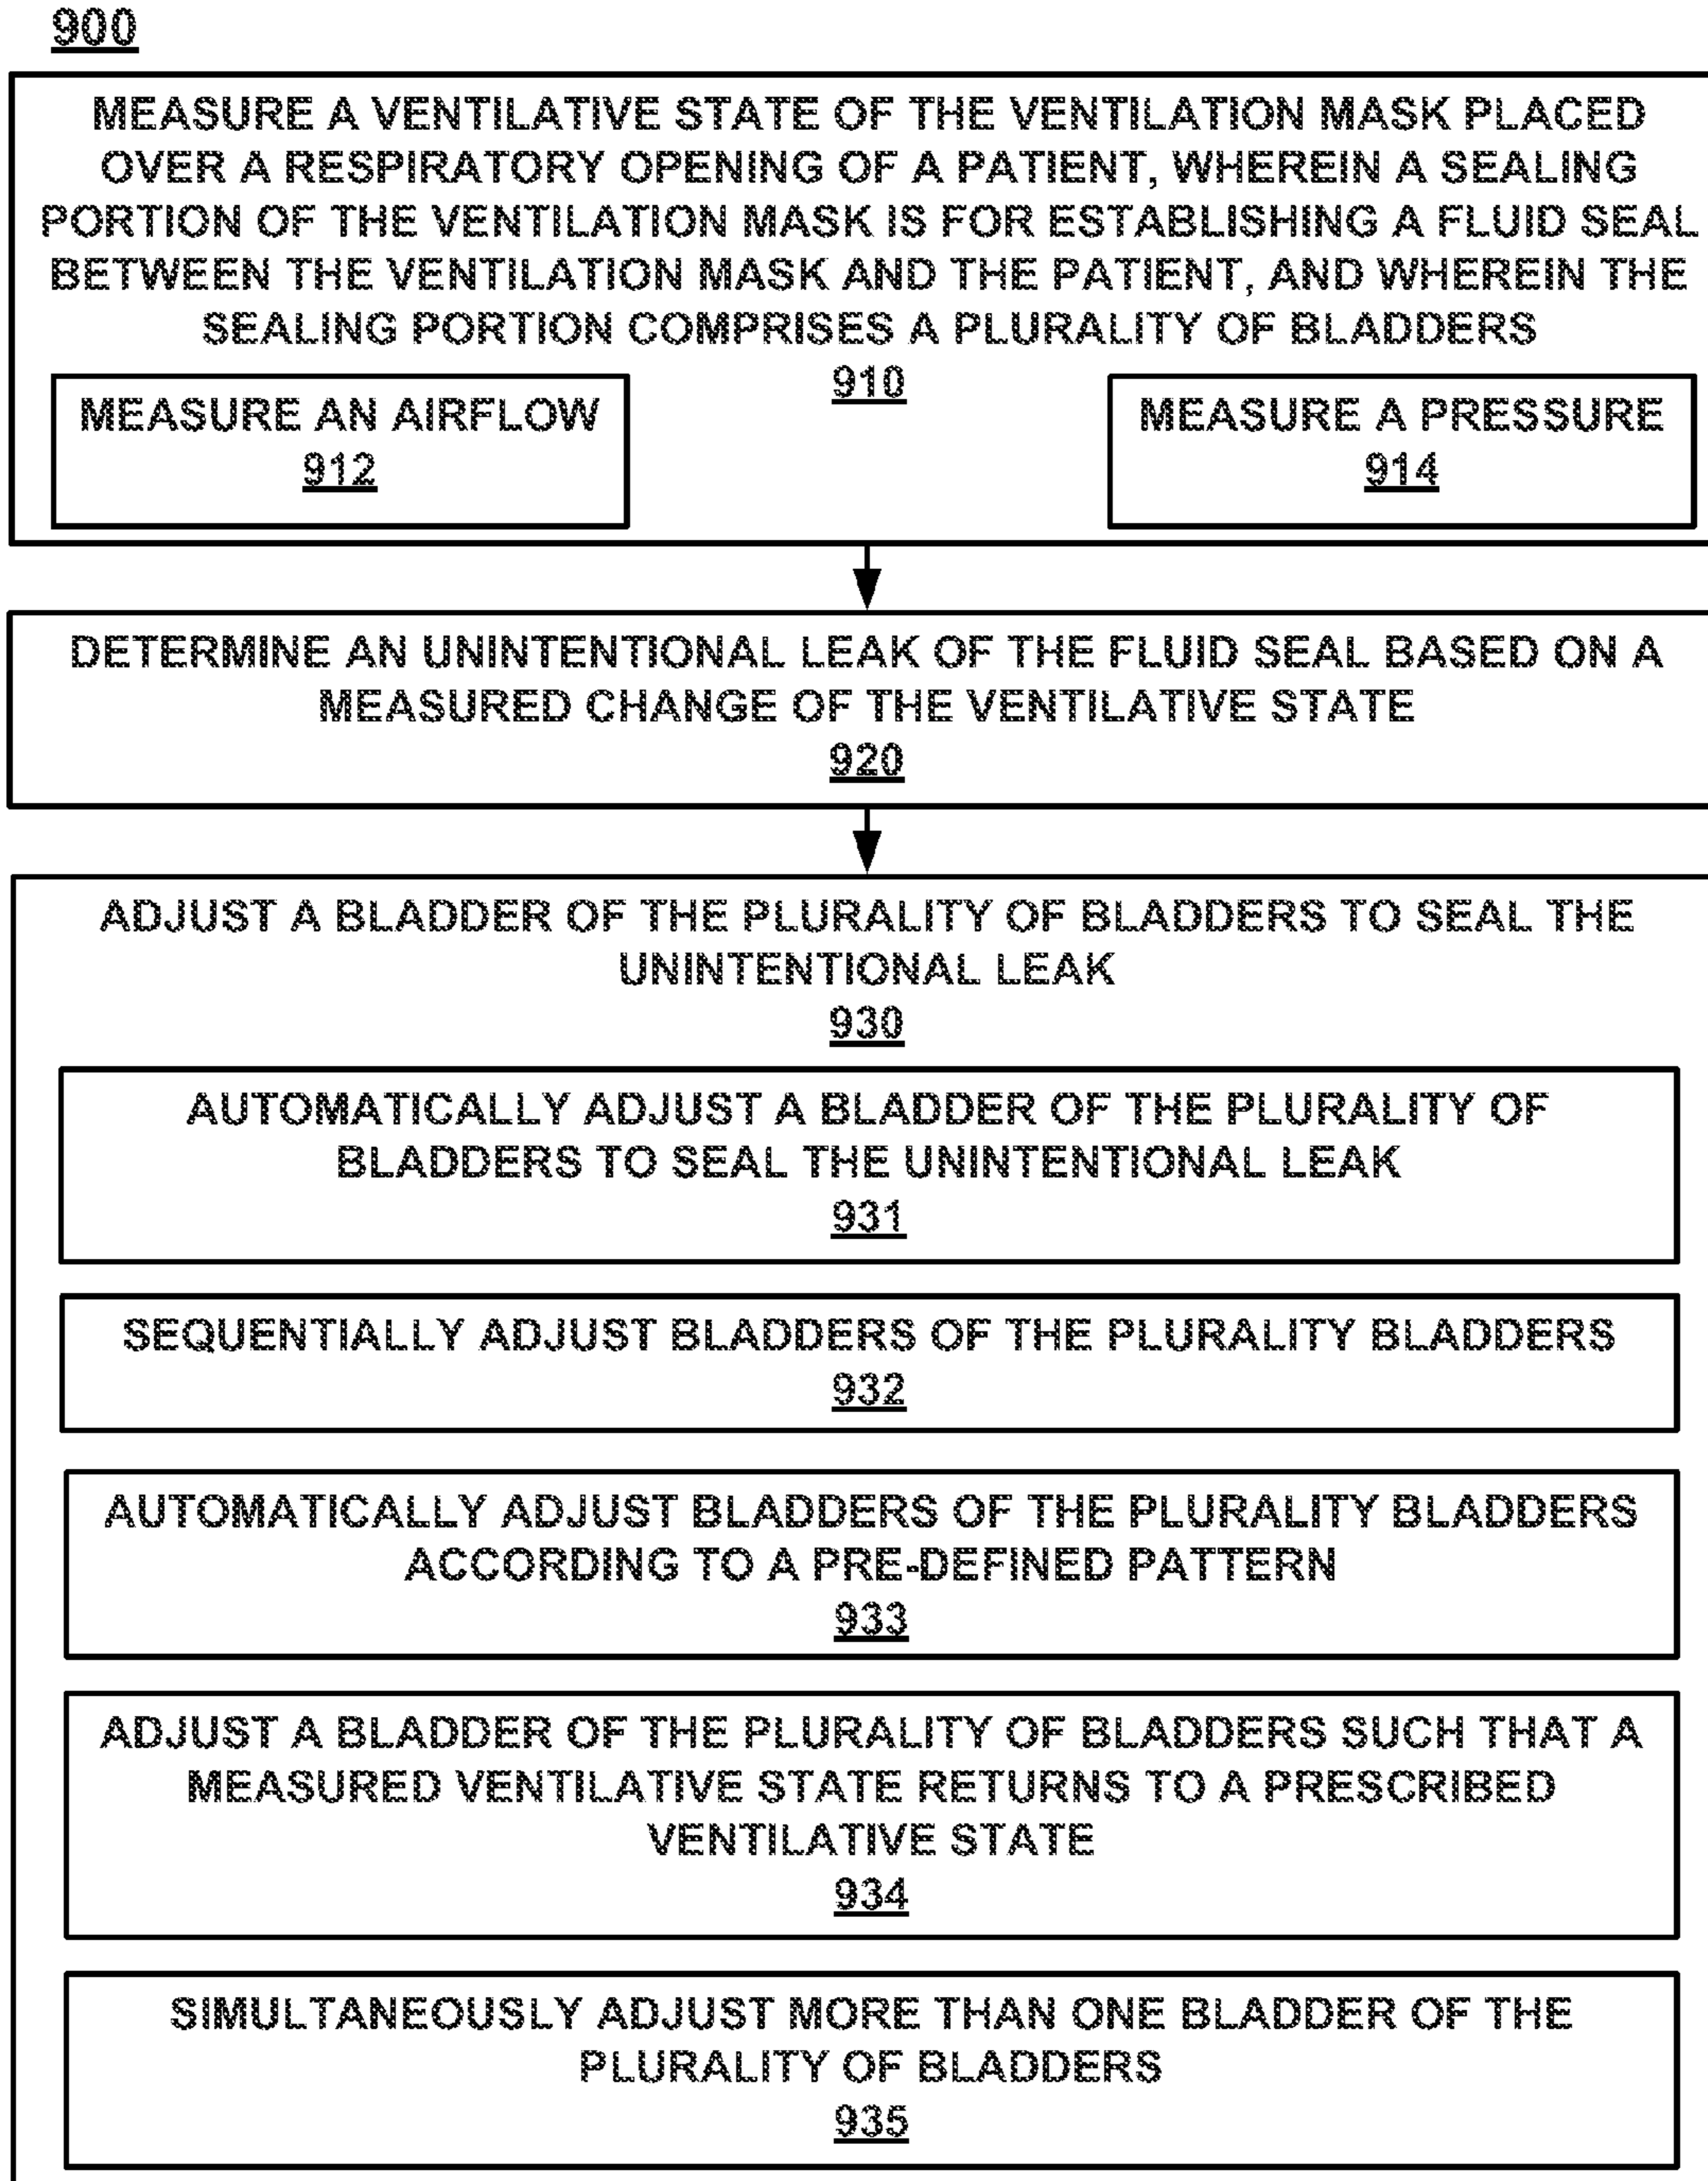 900
MEASURE A VENTILATIVE STATE OF THE VENTILATION MASK PLACED
OVER A RESPIRATORY OPENING OF A PATIENT, WHEREIN A SEALING
PORTION OF THE VENTILATION MASK IS FOR ESTABLISHING A FLUID SEAL
BETWEEN THE VENTILATION MASK AND THE PATIENT, AND WHEREIN THE
SEALING PORTION COMPRISES A PLURALITY OF BLADDERS
910
MEASURE AN AIRFLOW
912
MEASURE A PRESSURE
914
DETERMINE AN UNINTENTIONAL LEAK OF THE FLUID SEAL BASED ON A
MEASURED CHANGE OF THE VENTILATIVE STATE
920
ADJUST A BLADDER OF THE PLURALITY OF BLADDERS TO SEAL THE
UNINTENTIONAL LEAK
930
AUTOMATICALLY ADJUST A BLADDER OF THE PLURALITY OF
BLADDERS TO SEAL THE UNINTENTIONAL LEAK
931
SEQUENTIALLY ADJUST BLADDERS OF THE PLURALITY BLADDERS
932
AUTOMATICALLY ADJUST BLADDERS OF THE PLURALITY BLADDERS
ACCORDING TO A PRE-DEFINED PATTERN
933
ADJUST A BLADDER OF THE PLURALITY OF BLADDERS SUCH THAT A
MEASURED VENTILATIVE STATE RETURNS TO A PRESCRIBED
VENTILATIVE STATE
934
SIMULTANEOUSLY ADJUST MORE THAN ONE BLADDER OF THE
PLURALITY OF BLADDERS
935